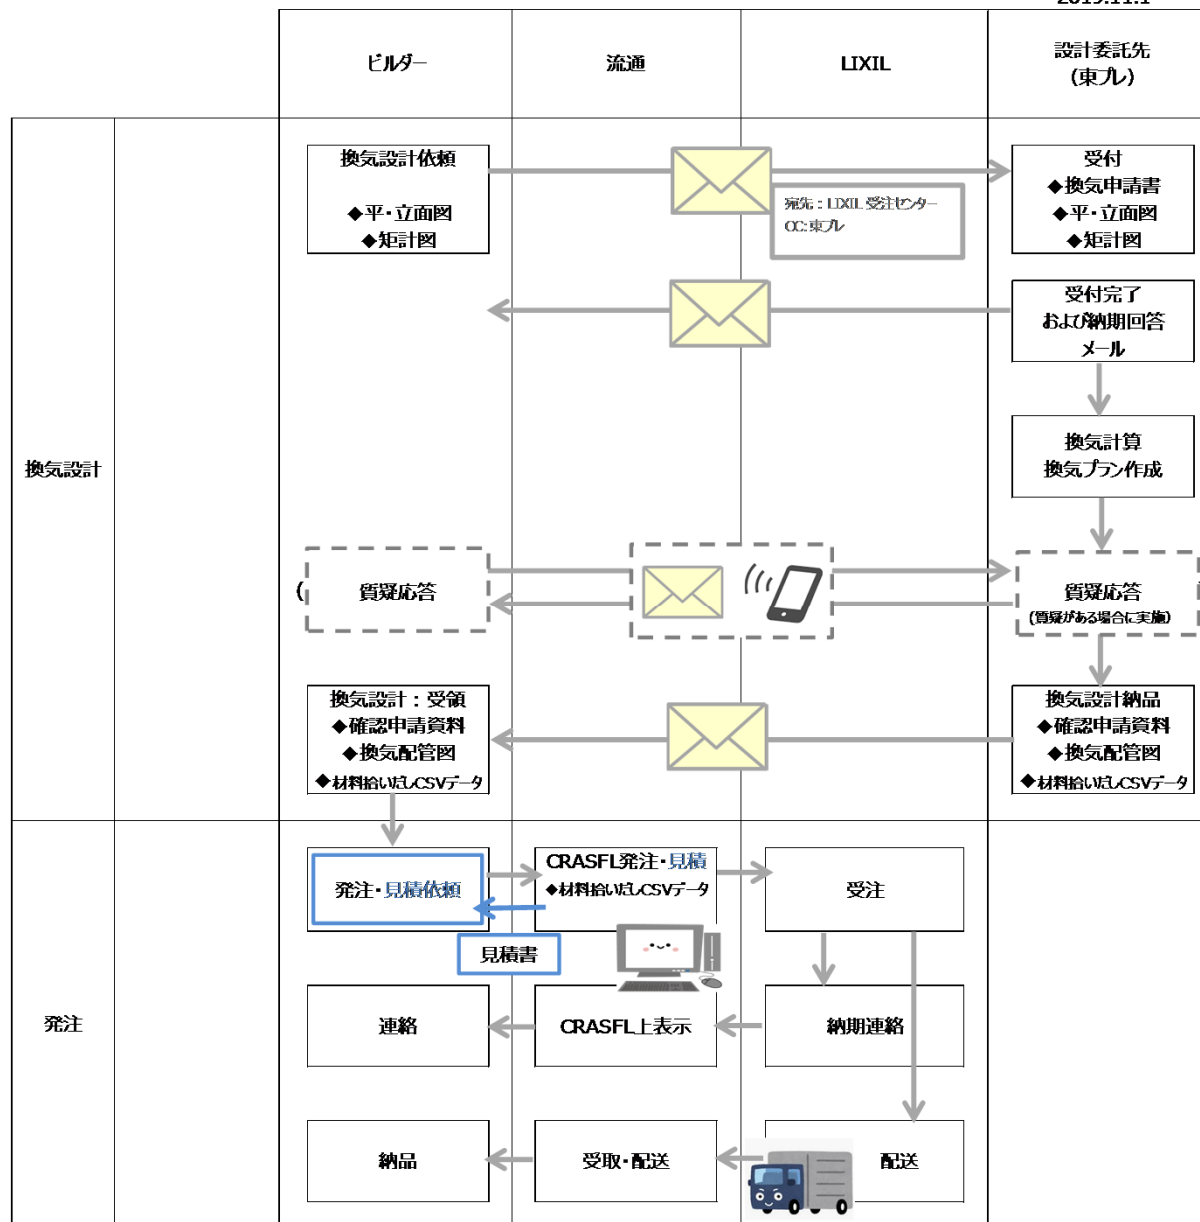 2019.11.1
ビルダー
流通
LIXIL
設計委託先
(東プレ)
換気設計
換気設計依頼
◆平・立面図
◆矩計図
宛先：LIXIL 受注センター
CC:東プレ
受付
◆換気申請書
◆平・立面図
◆矩計図
受付完了
および納期回答
メール
換気計算
換気プラン作成
(
質疑応答
質疑応答
(質疑がある場合に実施)
換気設計：受領
◆確認申請資料
◆換気配管図
◆材料拾いだしCSVデータ
換気設計納品
◆確認申請資料
◆換気配管図
◆材料拾いだしCSVデータ
発注
発注・見積依頼
CRASFL発注・見積
◆材料拾いだしCSVデータ
受注
見積書
連絡
CRASFL上表示
納期連絡
納品
受取・配送
配送